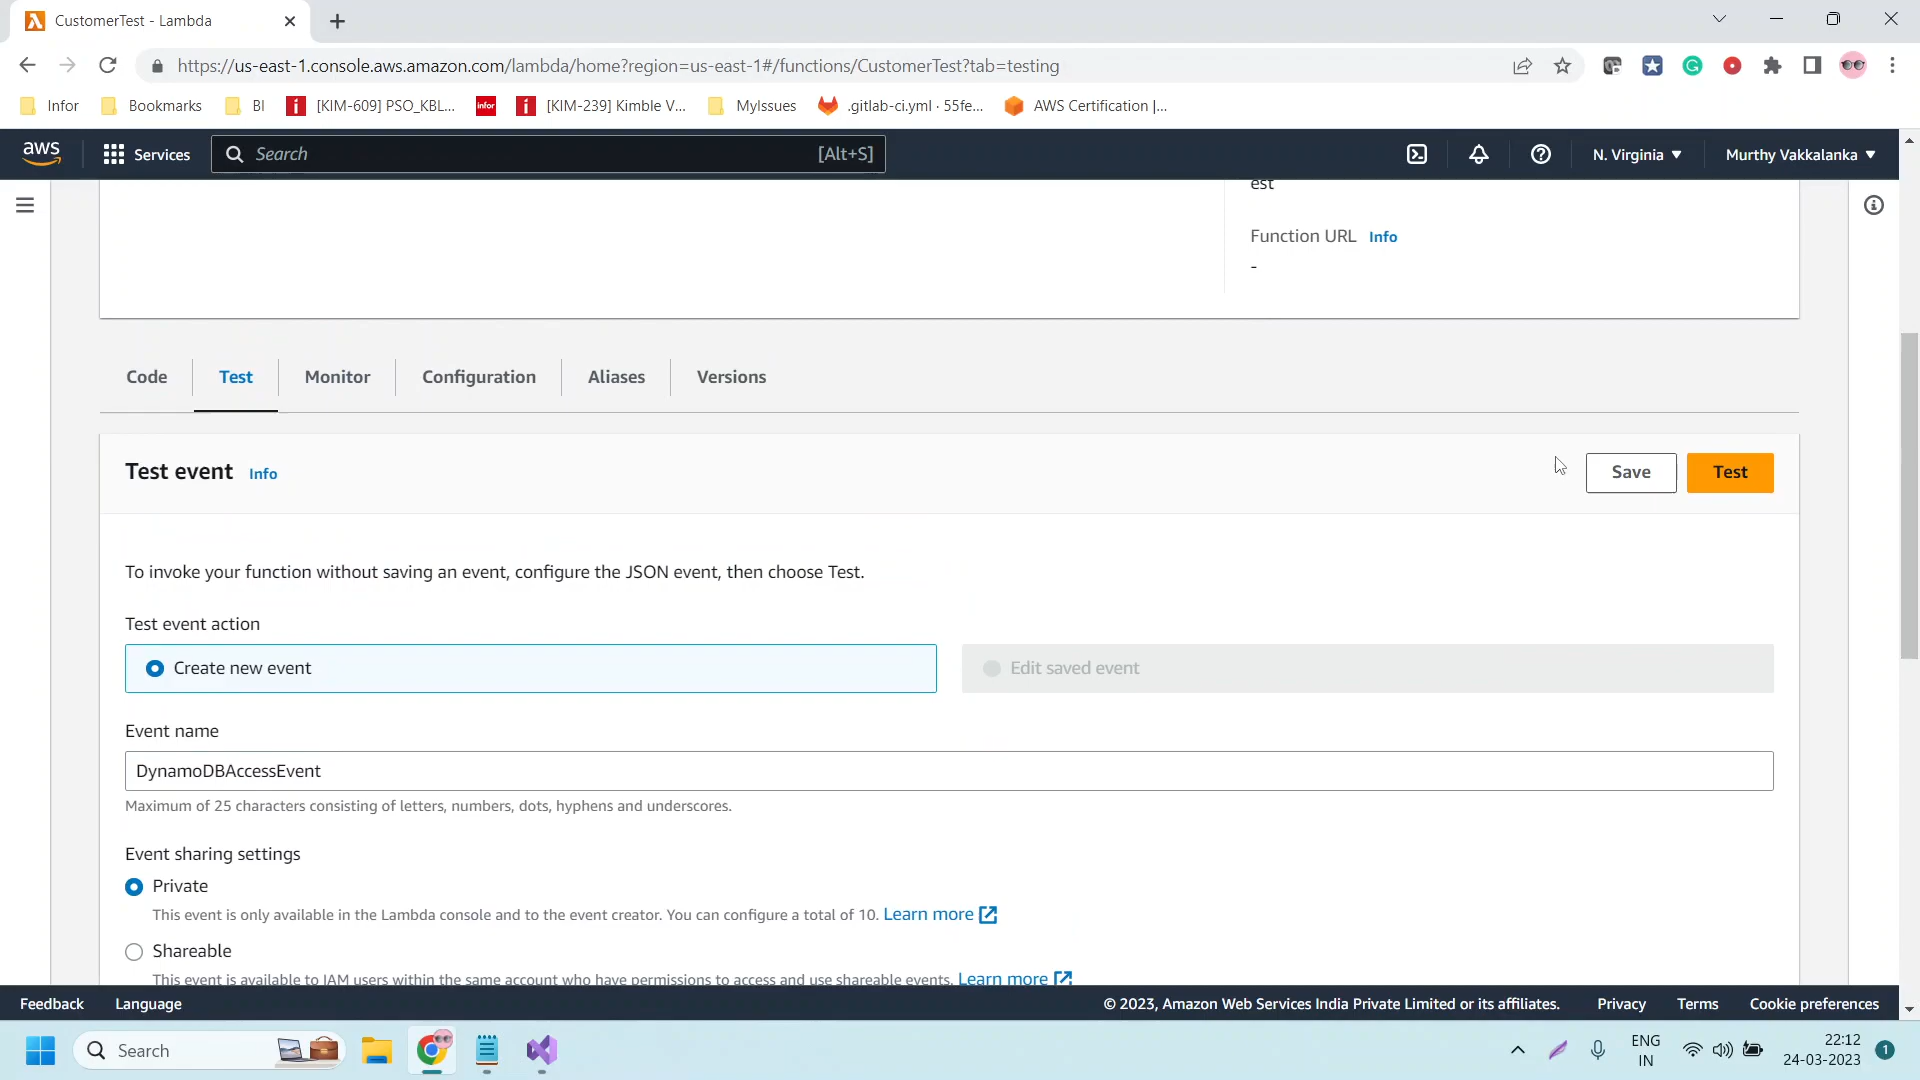 CustomerTest - Lambda
https://us-east-1.console.aws.amazon.com/lambda/home?region=us-east-1#/functions/CustomerTest?tab=testing
Infor Bookmarks BI [KIM-609] PSO_KBL... infor [KIM-239] Kimble V... MyIssues .gitlab-ci.yml · 55fe... AWS Certification |...
aws Services Search [Alt+S] N. Virginia Murthy Vakkalanka
est
Function URL Info
-
Code Test Monitor Configuration Aliases Versions
Test event Info Save Test
To invoke your function without saving an event, configure the JSON event, then choose Test.
Test event action
Create new event Edit saved event
Event name
DynamoDBAccessEvent
Maximum of 25 characters consisting of letters, numbers, dots, hyphens and underscores.
Event sharing settings
Private
This event is only available in the Lambda console and to the event creator. You can configure a total of 10. Learn more
Shareable
This event is available to IAM users within the same account who have permissions to access and use shareable events. Learn more
Feedback Language © 2023, Amazon Web Services India Private Limited or its affiliates. Privacy Terms Cookie preferences
Search ENG IN 22:12 24-03-2023 1